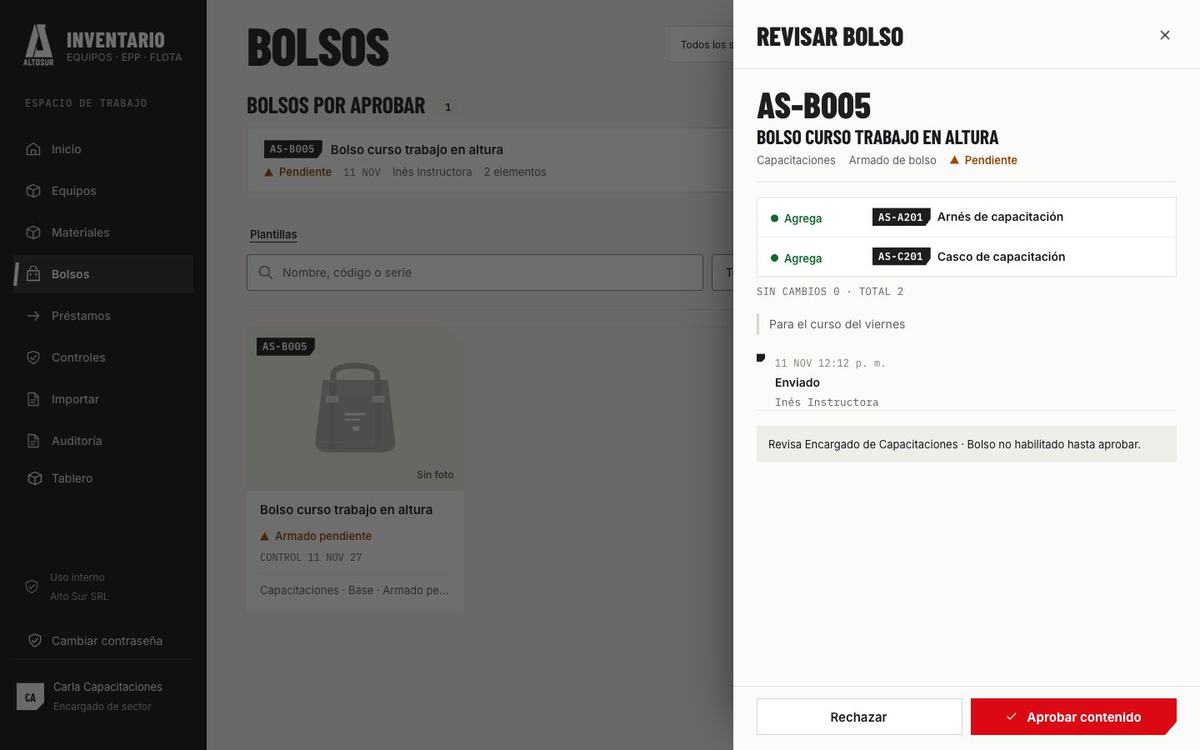 ALTOSUR
INVENTARIO
EQUIPOS · EPP · FLOTA
ESPACIO DE TRABAJO
Inicio
Equipos
Materiales
Bolsos
Préstamos
Controles
Importar
Auditoría
Tablero
Uso interno
Alto Sur SRL
Cambiar contraseña
CA
Carla Capacitaciones
Encargado de sector
BOLSOS
Todos los s
BOLSOS POR APROBAR 1
AS-B005 Bolso curso trabajo en altura
Pendiente 11 NOV Inés Instructora 2 elementos
Plantillas
Nombre, código o serie
AS-B005
Sin foto
Bolso curso trabajo en altura
Armado pendiente
CONTROL 11 NOV 27
Capacitaciones · Base · Armado pe...
REVISAR BOLSO
AS-B005
BOLSO CURSO TRABAJO EN ALTURA
Capacitaciones Armado de bolso Pendiente
Agrega AS-A201 Arnés de capacitación
Agrega AS-C201 Casco de capacitación
SIN CAMBIOS 0 · TOTAL 2
Para el curso del viernes
11 NOV 12:12 p. m.
Enviado
Inés Instructora
Revisa Encargado de Capacitaciones · Bolso no habilitado hasta aprobar.
Rechazar
Aprobar contenido